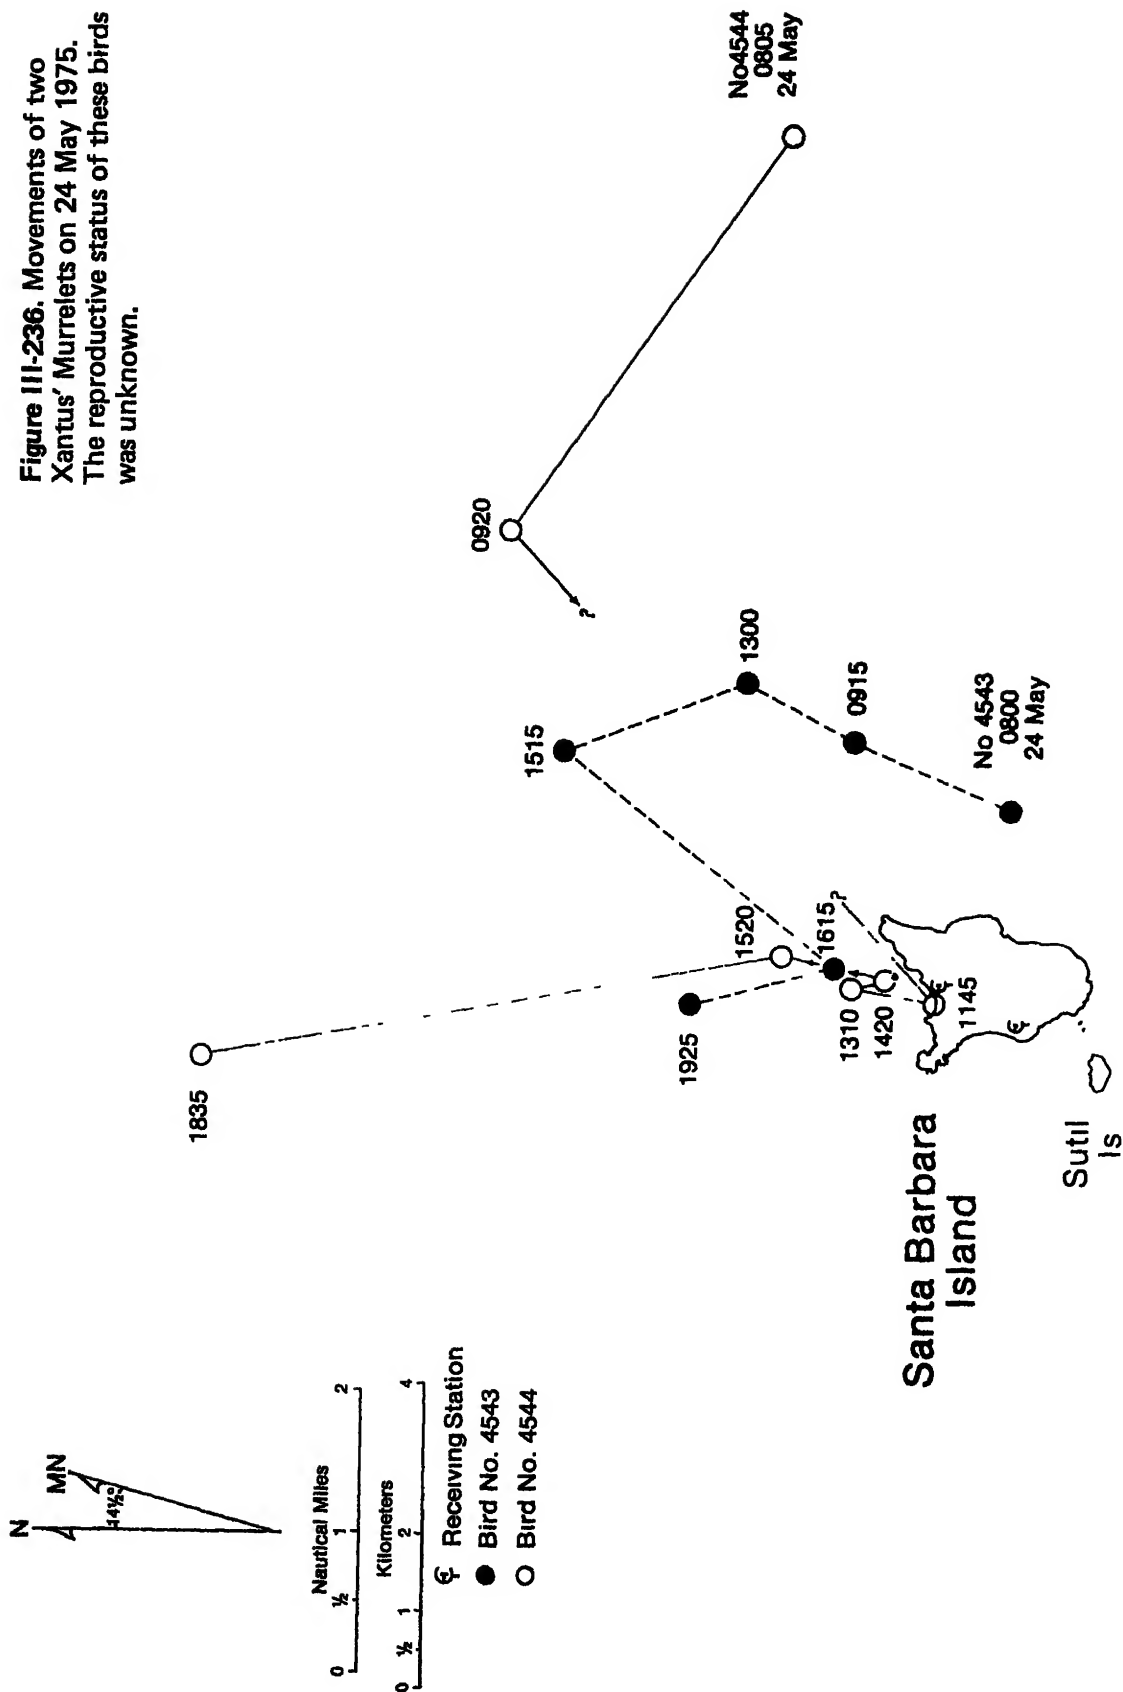 Figure III-236. Movements of two
Xantus' Murrelets on 24 May 1975.
The reproductive status of these birds
was unknown.
N
MN
14½°
Nautical Miles
0 ½ 1 2
Kilometers
0 ½ 1 2 4
Receiving Station
Bird No. 4543
Bird No. 4544
No4544
0805
24 May
0920
?
1300
0915
No 4543
0800
24 May
1515
1520
1615
?
1835
1925
1310
1420
1145
Santa Barbara
Island
Sutil
Is